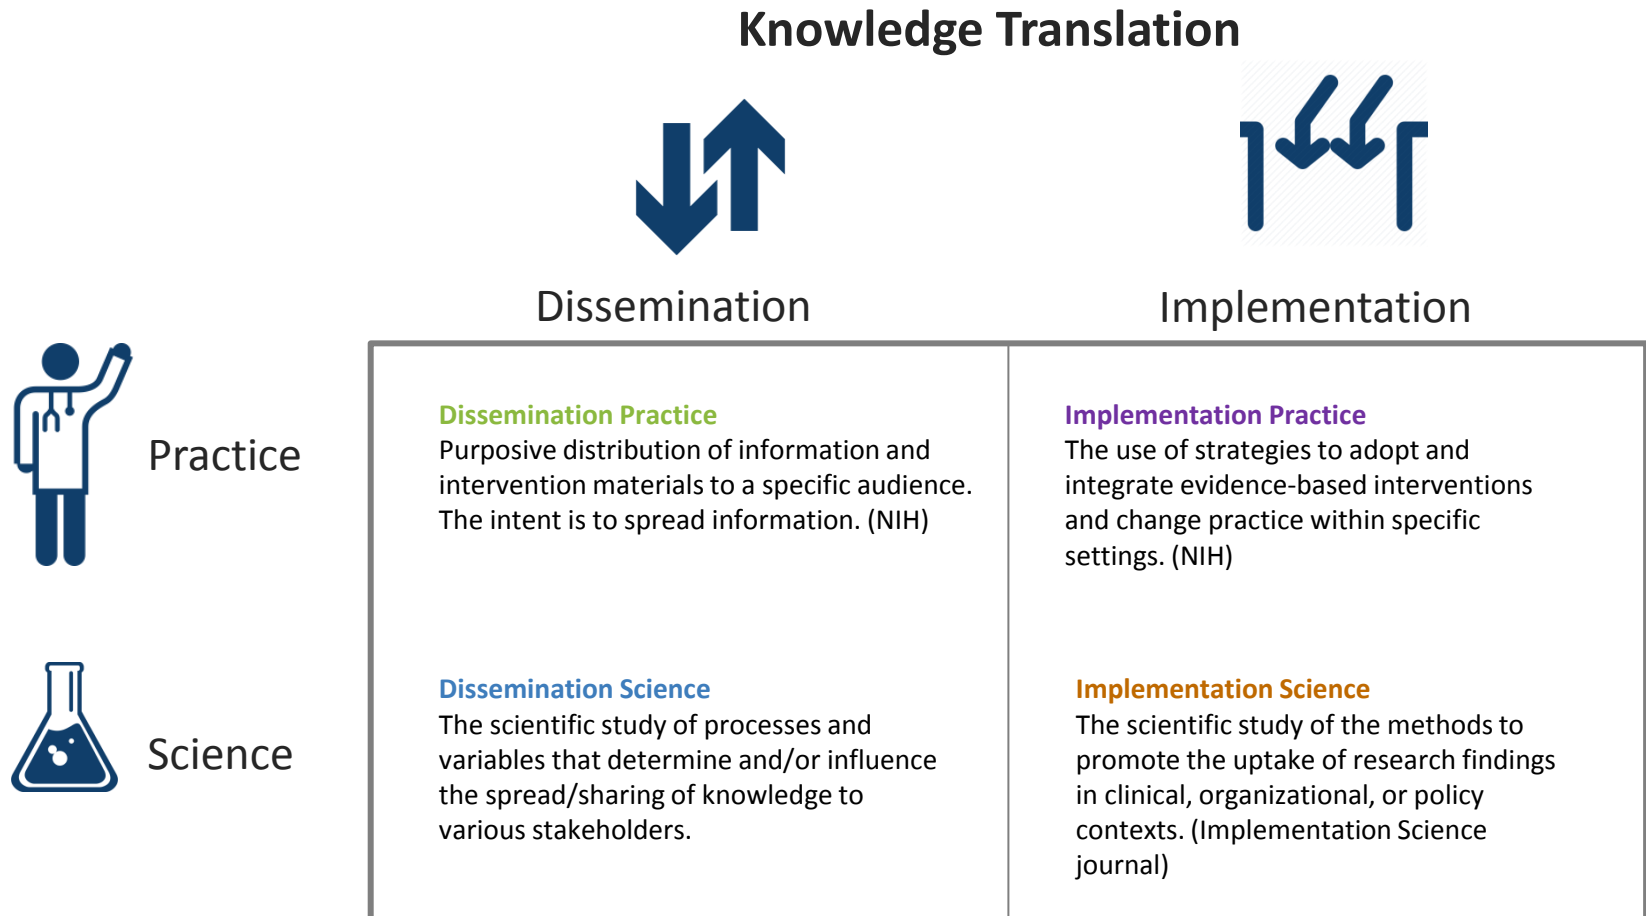 Knowledge Translation
Dissemination
Implementation
Practice
Dissemination Practice
Purposive distribution of information and
intervention materials to a specific audience.
The intent is to spread information. (NIH)
Implementation Practice
The use of strategies to adopt and
integrate evidence-based interventions
and change practice within specific
settings. (NIH)
Science
Dissemination Science
The scientific study of processes and
variables that determine and/or influence
the spread/sharing of knowledge to
various stakeholders.
Implementation Science
The scientific study of the methods to
promote the uptake of research findings
in clinical, organizational, or policy
contexts. (Implementation Science
journal)